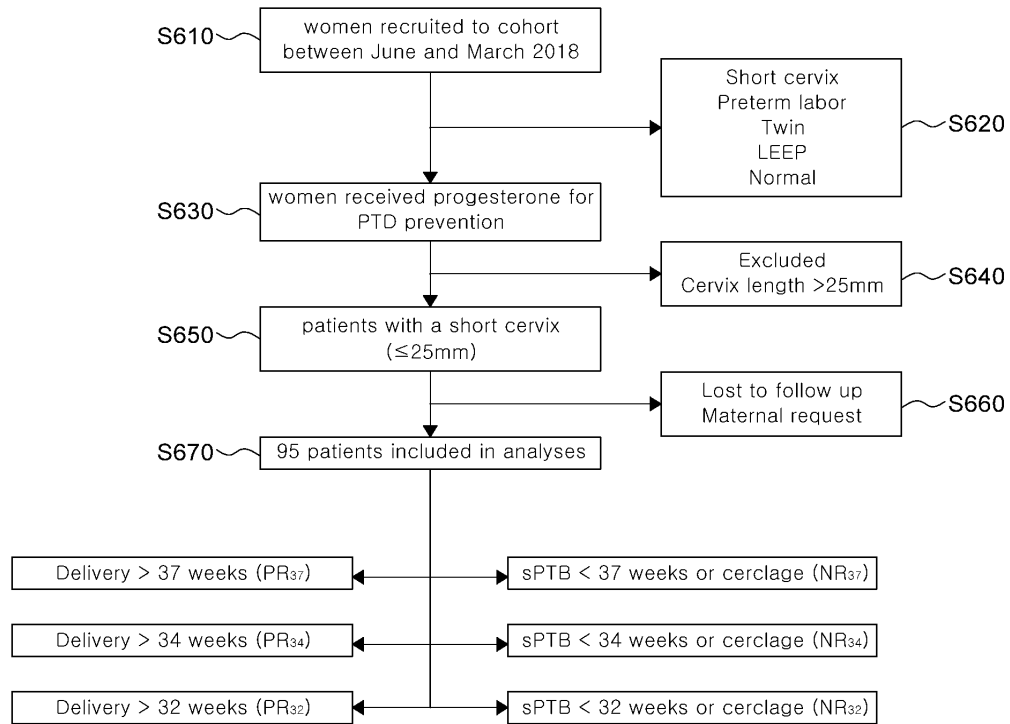 S610
women recruited to cohort
between June and March 2018
Short cervix
Preterm labor
Twin
LEEP
Normal
S620
S630
women received progesterone for
PTD prevention
Excluded
Cervix length >25mm
S640
S650
patients with a short cervix
(≤25mm)
Lost to follow up
Maternal request
S660
S670
95 patients included in analyses
Delivery > 37 weeks (PR37)
sPTB < 37 weeks or cerclage (NR37)
Delivery > 34 weeks (PR34)
sPTB < 34 weeks or cerclage (NR34)
Delivery > 32 weeks (PR32)
sPTB < 32 weeks or cerclage (NR32)